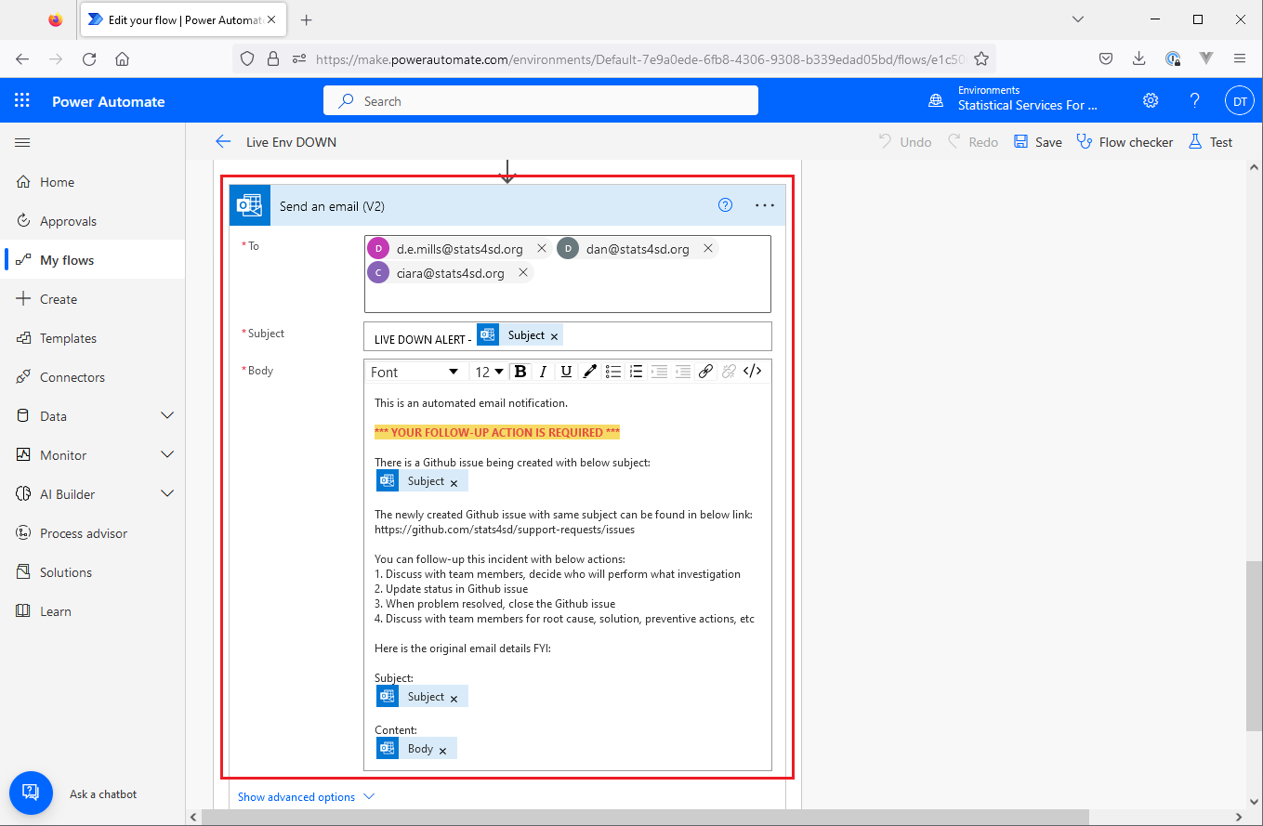 Edit your flow | Power Automat
https://make.powerautomate.com/environments/Default-7e9a0ede-6fb8-4306-9308-b339edad05bd/flows/e1c50
Power Automate
Search
Environments
Statistical Services For ...
DT
Live Env DOWN
Undo
Redo
Save
Flow checker
Test
Home
Approvals
My flows
Create
Templates
Connectors
Data
Monitor
AI Builder
Process advisor
Solutions
Learn
Ask a chatbot
Send an email (V2)
*To
D d.e.mills@stats4sd.org D dan@stats4sd.org
C ciara@stats4sd.org
*Subject
LIVE DOWN ALERT - Subject
*Body
Font 12 B I U </>
This is an automated email notification.
*** YOUR FOLLOW-UP ACTION IS REQUIRED ***
There is a Github issue being created with below subject:
Subject
The newly created Github issue with same subject can be found in below link:
https://github.com/stats4sd/support-requests/issues
You can follow-up this incident with below actions:
1. Discuss with team members, decide who will perform what investigation
2. Update status in Github issue
3. When problem resolved, close the Github issue
4. Discuss with team members for root cause, solution, preventive actions, etc
Here is the original email details FYI:
Subject:
Subject
Content:
Body
Show advanced options